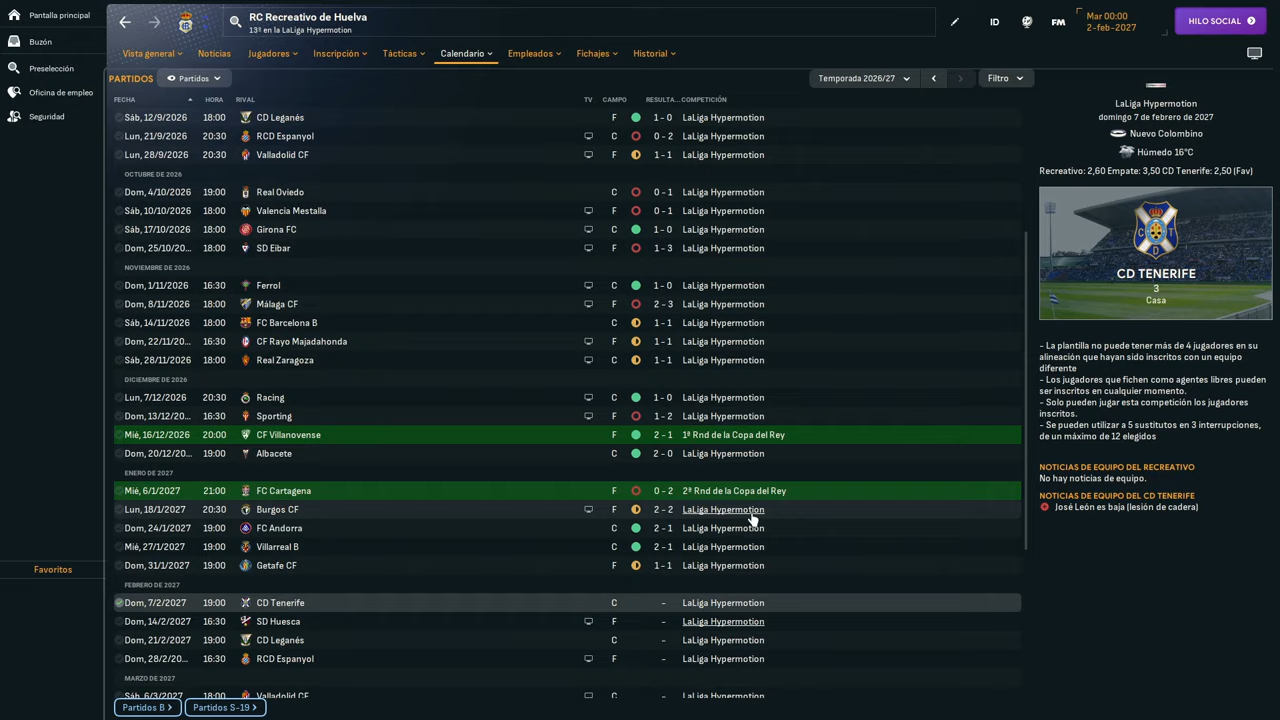 Pantalla principal
Buzón
Preselección
Oficina de empleo
Seguridad
Favoritos
RC Recreativo de Huelva
13º en la LaLiga Hypermotion
ID
FM
Mar 00:00
2-feb-2027
HILO SOCIAL
Vista general Noticias Jugadores Inscripción Tácticas Calendario Empleados Fichajes Historial
PARTIDOS Partidos Temporada 2026/27 Filtro
FECHA HORA RIVAL TV CAMPO RESULTA... COMPETICIÓN
Sáb, 12/9/2026 18:00 CD Leganés F 1 - 0 LaLiga Hypermotion
Lun, 21/9/2026 20:30 RCD Espanyol C 0 - 2 LaLiga Hypermotion
Lun, 28/9/2026 20:30 Valladolid CF F 1 - 1 LaLiga Hypermotion
OCTUBRE DE 2026
Dom, 4/10/2026 19:00 Real Oviedo C 0 - 1 LaLiga Hypermotion
Sáb, 10/10/2026 18:00 Valencia Mestalla F 0 - 1 LaLiga Hypermotion
Sáb, 17/10/2026 18:00 Girona FC C 1 - 0 LaLiga Hypermotion
Dom, 25/10/20... 18:00 SD Eibar F 1 - 3 LaLiga Hypermotion
NOVIEMBRE DE 2026
Dom, 1/11/2026 16:30 Ferrol C 1 - 0 LaLiga Hypermotion
Dom, 8/11/2026 18:00 Málaga CF F 2 - 3 LaLiga Hypermotion
Sáb, 14/11/2026 18:00 FC Barcelona B C 1 - 1 LaLiga Hypermotion
Dom, 22/11/20... 16:30 CF Rayo Majadahonda F 1 - 1 LaLiga Hypermotion
Sáb, 28/11/2026 18:00 Real Zaragoza C 1 - 1 LaLiga Hypermotion
DICIEMBRE DE 2026
Lun, 7/12/2026 20:30 Racing C 1 - 0 LaLiga Hypermotion
Dom, 13/12/20... 16:30 Sporting F 1 - 2 LaLiga Hypermotion
Mié, 16/12/2026 20:00 CF Villanovense F 2 - 1 1ª Rnd de la Copa del Rey
Dom, 20/12/20... 19:00 Albacete C 2 - 0 LaLiga Hypermotion
ENERO DE 2027
Mié, 6/1/2027 21:00 FC Cartagena F 0 - 2 2ª Rnd de la Copa del Rey
Lun, 18/1/2027 20:30 Burgos CF F 2 - 2 LaLiga Hypermotion
Dom, 24/1/2027 19:00 FC Andorra C 2 - 1 LaLiga Hypermotion
Mié, 27/1/2027 19:00 Villarreal B C 2 - 1 LaLiga Hypermotion
Dom, 31/1/2027 19:00 Getafe CF F 1 - 1 LaLiga Hypermotion
FEBRERO DE 2027
Dom, 7/2/2027 19:00 CD Tenerife C - LaLiga Hypermotion
Dom, 14/2/2027 16:30 SD Huesca F - LaLiga Hypermotion
Dom, 21/2/2027 19:00 CD Leganés C - LaLiga Hypermotion
Dom, 28/2/20... 16:30 RCD Espanyol F - LaLiga Hypermotion
MARZO DE 2027
Sáb, 6/3/2027 18:00 Valladolid CF C - LaLiga Hypermotion
Partidos B Partidos S-19
LaLiga Hypermotion
domingo 7 de febrero de 2027
Nuevo Colombino
Húmedo 16°C
Recreativo: 2,60 Empate: 3,50 CD Tenerife: 2,50 (Fav)
CD TENERIFE
3
Casa
- La plantilla no puede tener más de 4 jugadores en su
alineación que hayan sido inscritos con un equipo
diferente
- Los jugadores que fichen como agentes libres pueden
ser inscritos en cualquier momento.
- Solo pueden jugar esta competición los jugadores
inscritos.
- Se pueden utilizar a 5 sustitutos en 3 interrupciones,
de un máximo de 12 elegidos
NOTICIAS DE EQUIPO DEL RECREATIVO
No hay noticias de equipo.
NOTICIAS DE EQUIPO DEL CD TENERIFE
José León es baja (lesión de cadera)